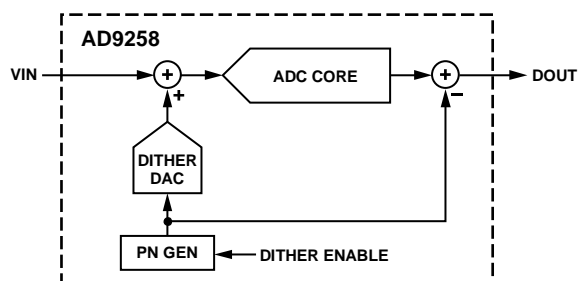 AD9258
VIN
+
+
ADC CORE
+
−
DOUT
DITHER
DAC
PN GEN
DITHER ENABLE